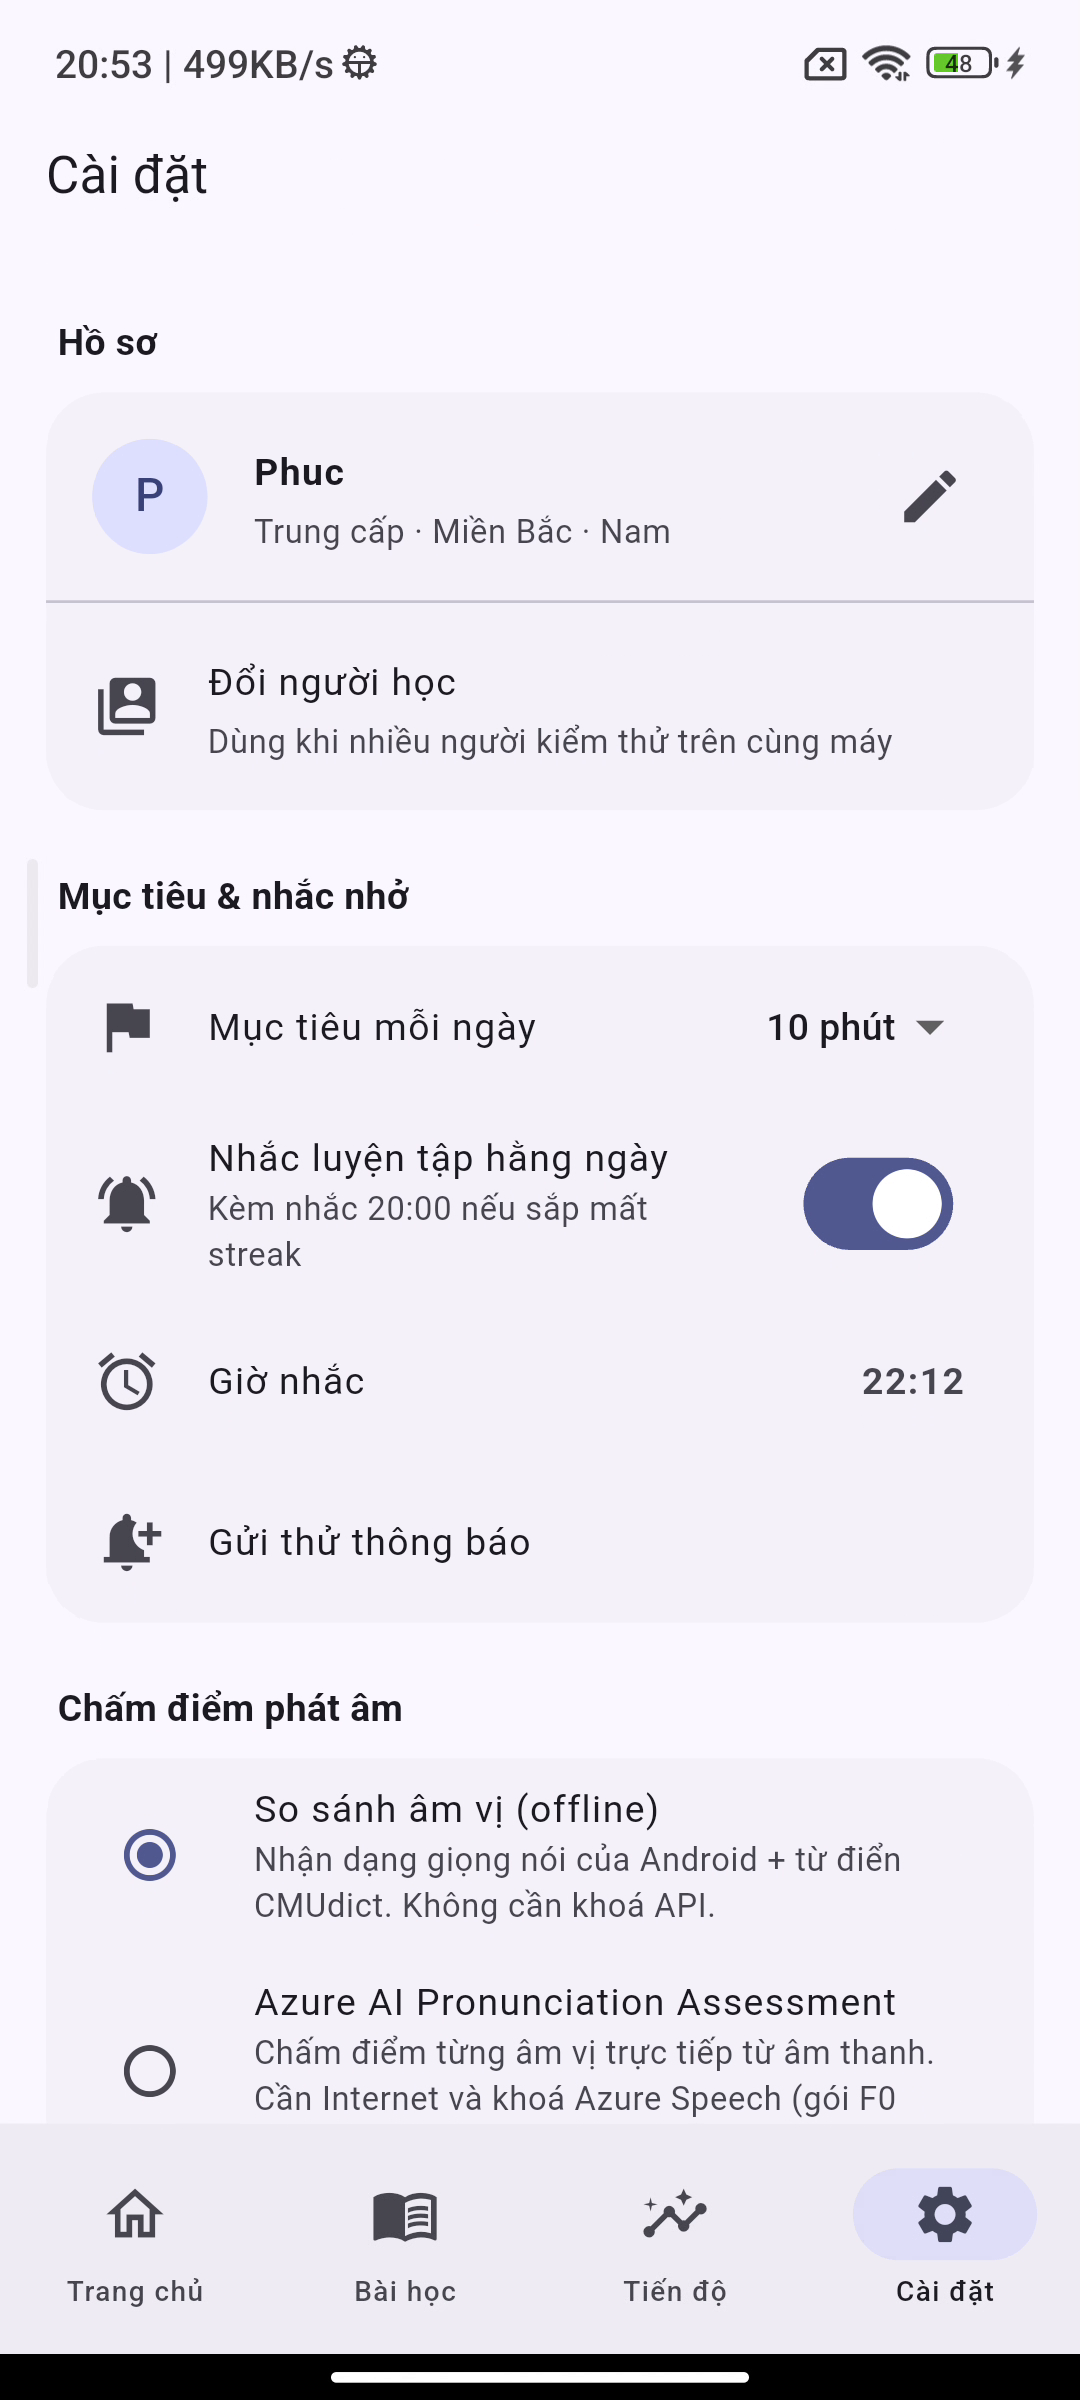 20:53 | 499KB/s
48
Cài đặt
Hồ sơ
P
Phuc
Trung cấp · Miền Bắc · Nam
Đổi người học
Dùng khi nhiều người kiểm thử trên cùng máy
Mục tiêu & nhắc nhở
Mục tiêu mỗi ngày
10 phút
Nhắc luyện tập hằng ngày
Kèm nhắc 20:00 nếu sắp mất
streak
Giờ nhắc
22:12
Gửi thử thông báo
Chấm điểm phát âm
So sánh âm vị (offline)
Nhận dạng giọng nói của Android + từ điển
CMUdict. Không cần khoá API.
Azure AI Pronunciation Assessment
Chấm điểm từng âm vị trực tiếp từ âm thanh.
Cần Internet và khoá Azure Speech (gói F0
Trang chủ
Bài học
Tiến độ
Cài đặt